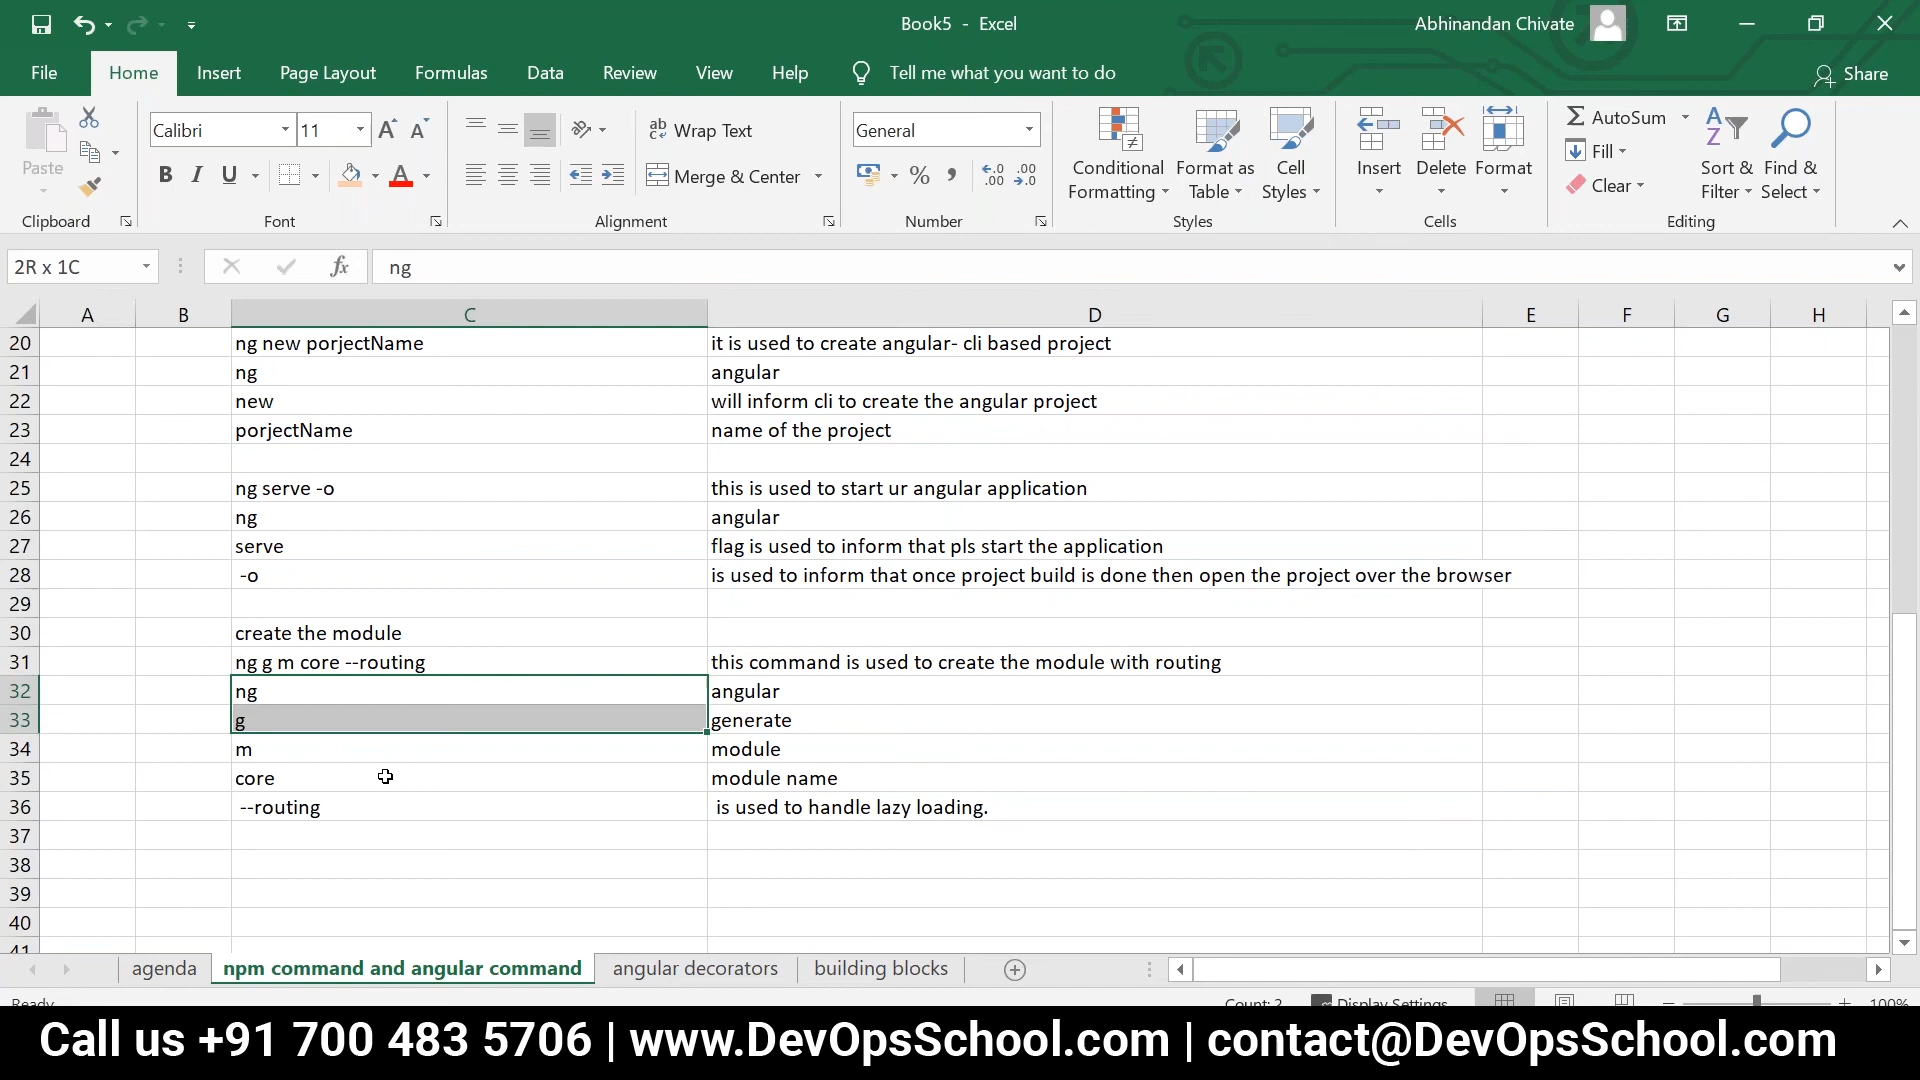 Book5 - Excel
Abhinandan Chivate
File Home Insert Page Layout Formulas Data Review View Help Tell me what you want to do Share
Paste
Clipboard
Calibri 11
B I U
Font
Wrap Text
Merge & Center
Alignment
General
Number
Conditional Formatting
Format as Table
Cell Styles
Styles
Insert Delete Format
Cells
AutoSum
Fill
Clear
Sort & Filter
Find & Select
Editing
2R x 1C
fx
ng
A B C D E F G H
20 ng new porjectName it is used to create angular- cli based project
21 ng angular
22 new will inform cli to create the angular project
23 porjectName name of the project
24
25 ng serve -o this is used to start ur angular application
26 ng angular
27 serve flag is used to inform that pls start the application
28 -o is used to inform that once project build is done then open the project over the browser
29
30 create the module
31 ng g m core --routing this command is used to create the module with routing
32 ng angular
33 g generate
34 m module
35 core module name
36 --routing is used to handle lazy loading.
37
38
39
40
41
agenda npm command and angular command angular decorators building blocks
Ready Count: 2 Display Settings 100%
Call us +91 700 483 5706 | www.DevOpsSchool.com | contact@DevOpsSchool.com